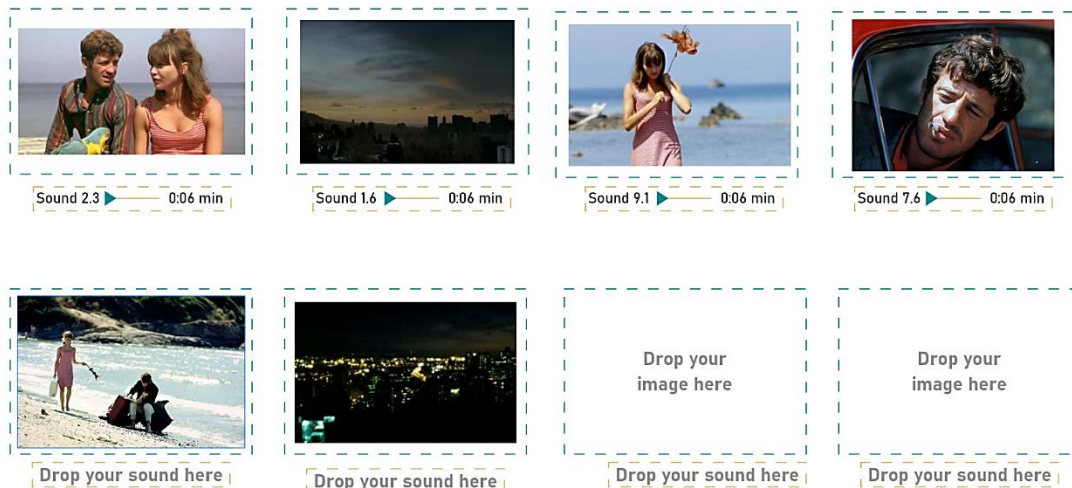 Sound 2.3 0:06 min
Sound 1.6 0:06 min
Sound 9.1 0:06 min
Sound 7.6 0:06 min
Drop your
image here
Drop your
image here
Drop your sound here
Drop your sound here
Drop your sound here
Drop your sound here